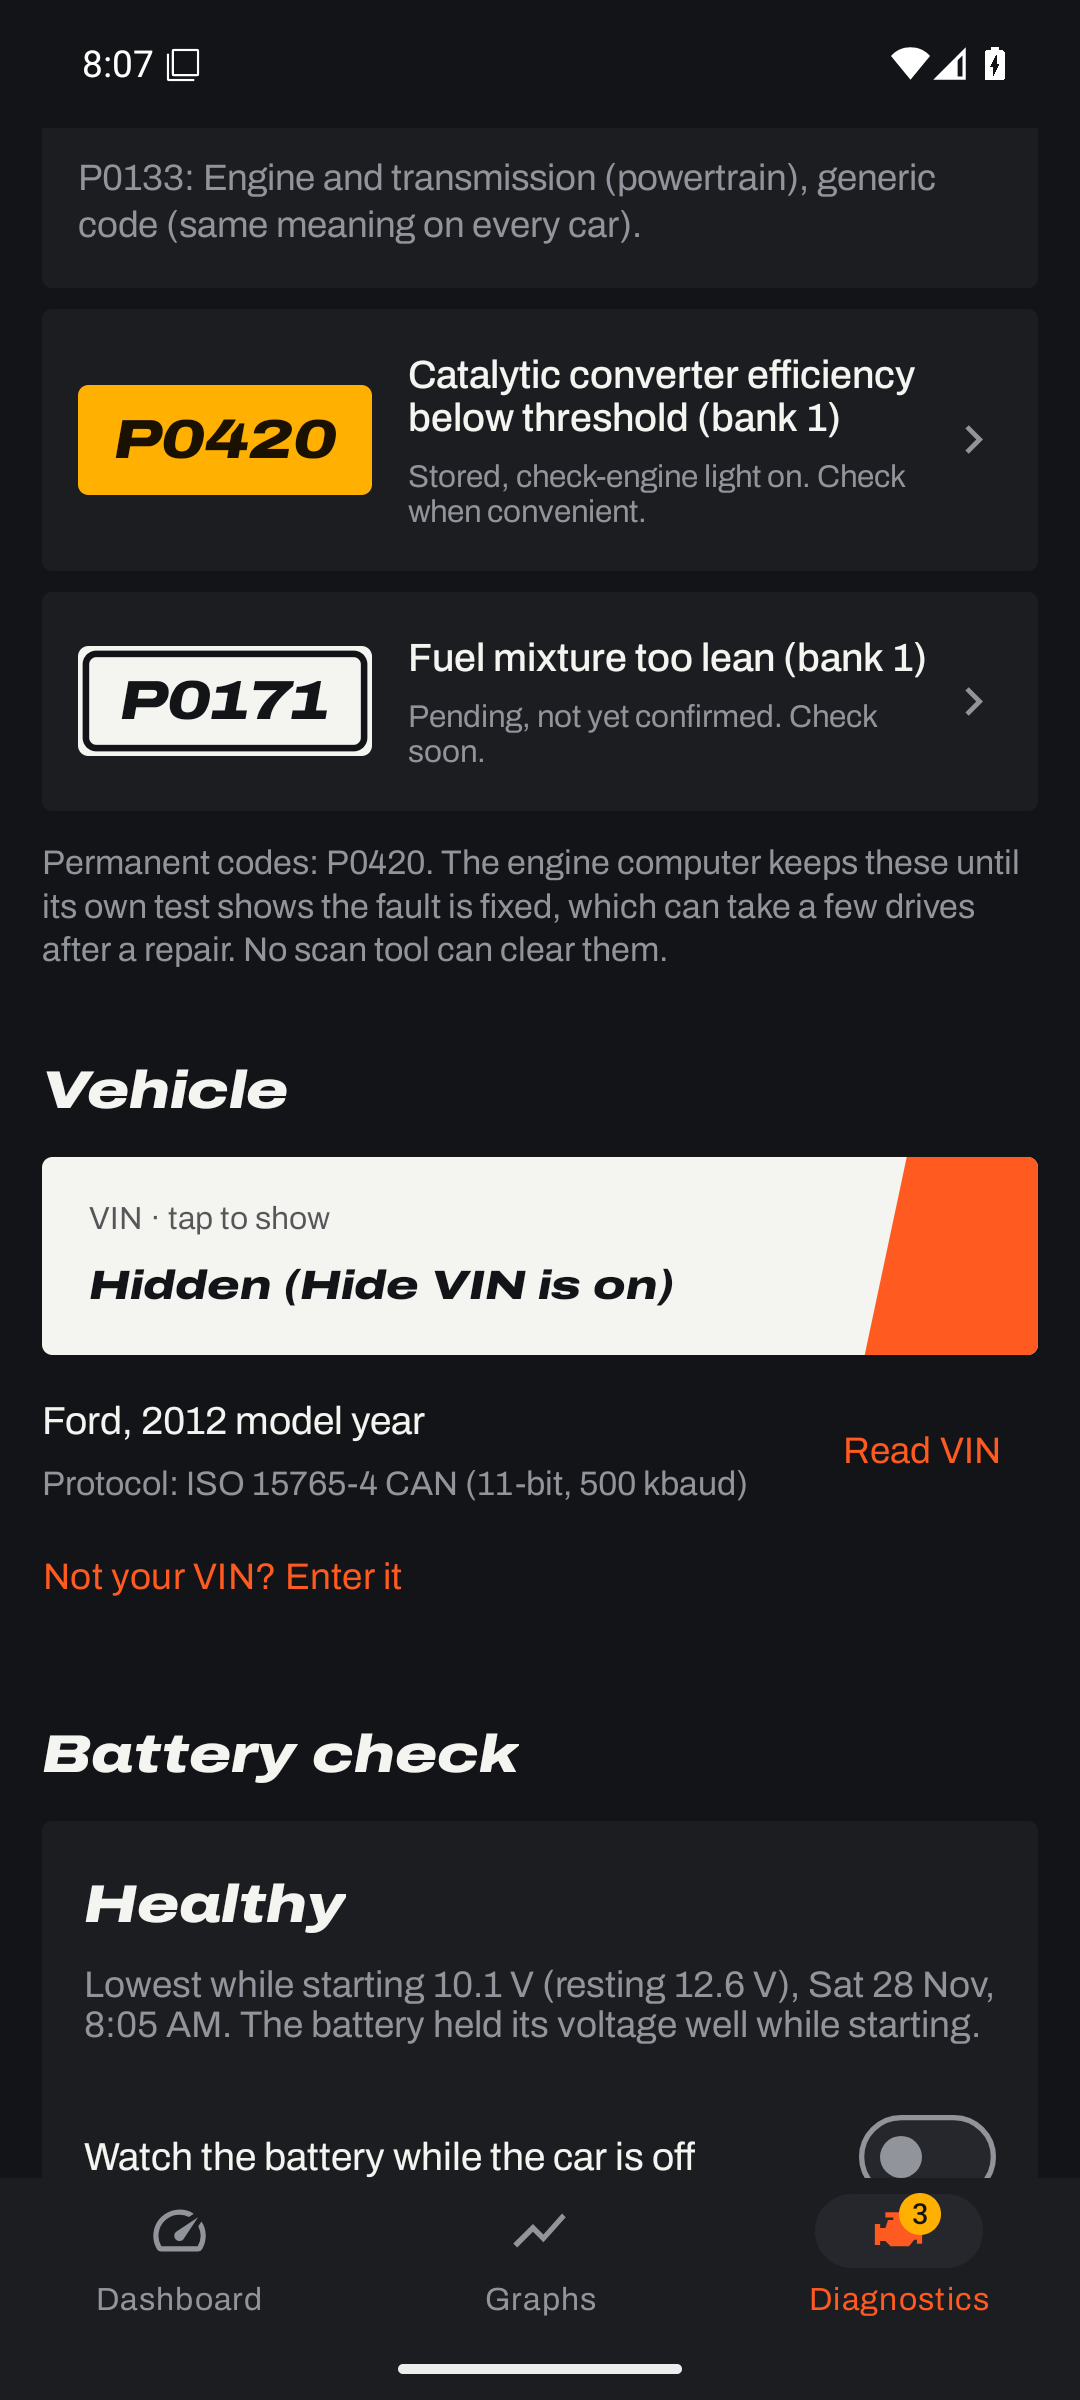 8:07
P0133: Engine and transmission (powertrain), generic
code (same meaning on every car).
P0420
Catalytic converter efficiency
below threshold (bank 1)
Stored, check-engine light on. Check
when convenient.
P0171
Fuel mixture too lean (bank 1)
Pending, not yet confirmed. Check
soon.
Permanent codes: P0420. The engine computer keeps these until
its own test shows the fault is fixed, which can take a few drives
after a repair. No scan tool can clear them.
Vehicle
VIN · tap to show
Hidden (Hide VIN is on)
Ford, 2012 model year
Protocol: ISO 15765-4 CAN (11-bit, 500 kbaud)
Read VIN
Not your VIN? Enter it
Battery check
Healthy
Lowest while starting 10.1 V (resting 12.6 V), Sat 28 Nov,
8:05 AM. The battery held its voltage well while starting.
Watch the battery while the car is off
3
Dashboard
Graphs
Diagnostics